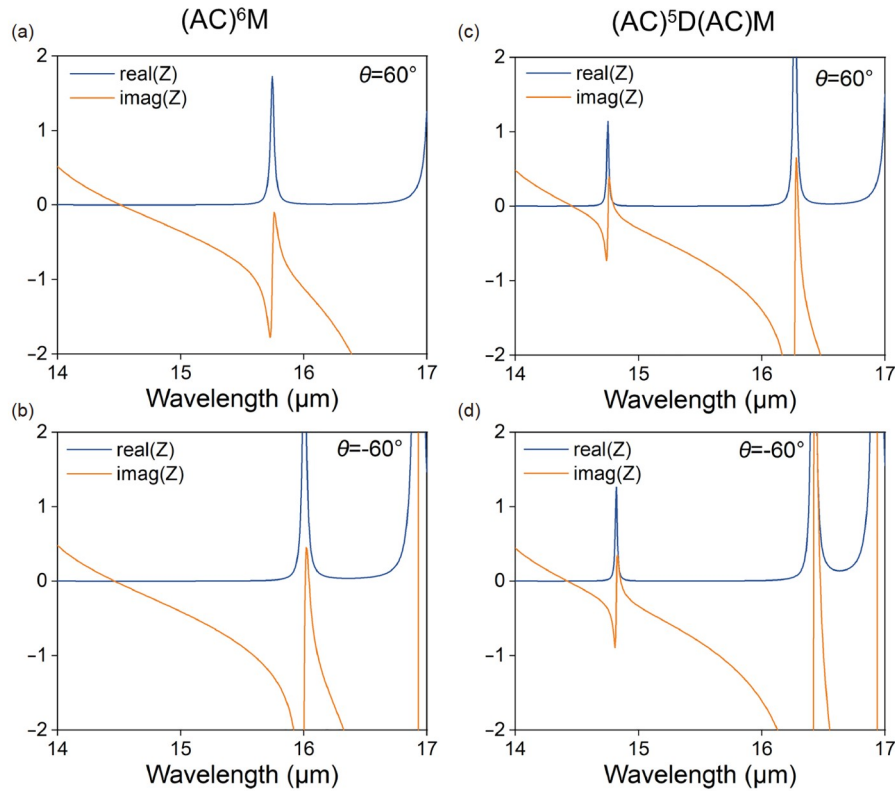 (AC)⁶M
(AC)⁵D(AC)M
(a)
2
1
0
−1
−2
real(Z)
imag(Z)
θ=60°
14
15
16
17
Wavelength (μm)
(c)
2
1
0
−1
−2
real(Z)
imag(Z)
θ=60°
14
15
16
17
Wavelength (μm)
(b)
2
1
0
−1
−2
real(Z)
imag(Z)
θ=-60°
14
15
16
17
Wavelength (μm)
(d)
2
1
0
−1
−2
real(Z)
imag(Z)
θ=-60°
14
15
16
17
Wavelength (μm)